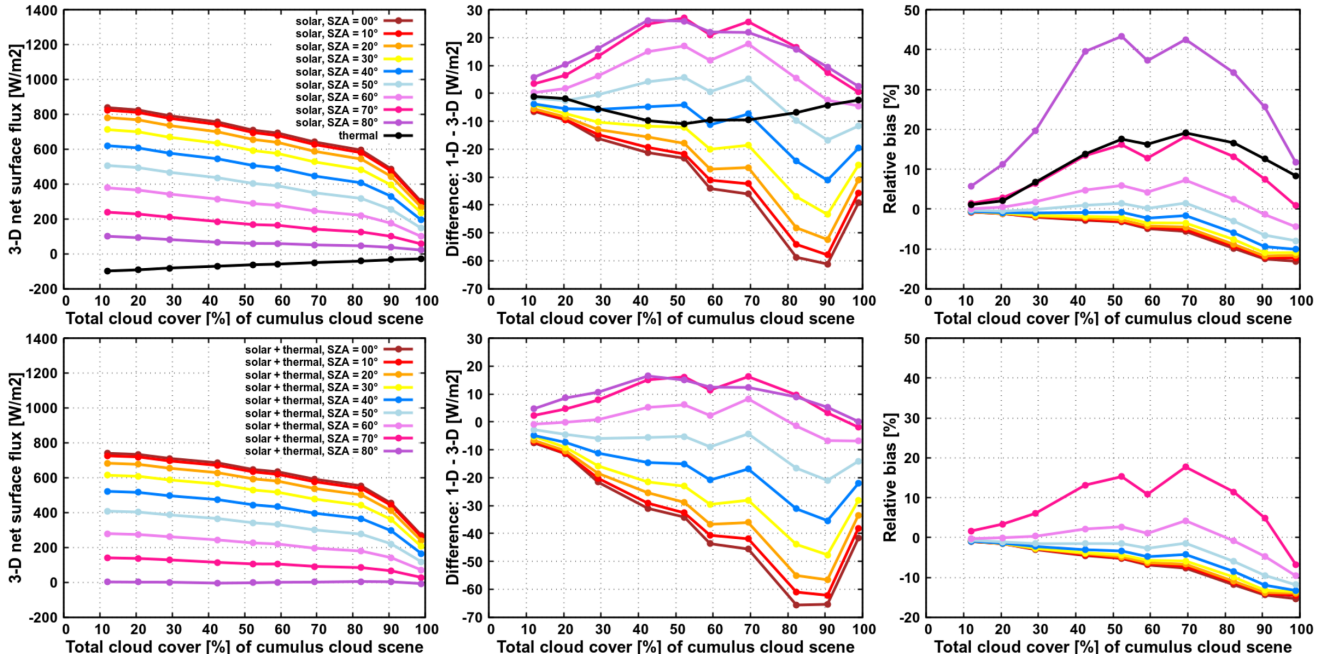 3-D net surface flux [W/m2]
1400
1200
1000
800
600
400
200
0
-200
solar, SZA = 00°
solar, SZA = 10°
solar, SZA = 20°
solar, SZA = 30°
solar, SZA = 40°
solar, SZA = 50°
solar, SZA = 60°
solar, SZA = 70°
solar, SZA = 80°
thermal
0 10 20 30 40 50 60 70 80 90 100
Total cloud cover [%] of cumulus cloud scene
Difference: 1-D - 3-D [W/m2]
30
20
10
0
-10
-20
-30
-40
-50
-60
-70
0 10 20 30 40 50 60 70 80 90 100
Total cloud cover [%] of cumulus cloud scene
Relative bias [%]
50
40
30
20
10
0
-10
-20
0 10 20 30 40 50 60 70 80 90 100
Total cloud cover [%] of cumulus cloud scene
3-D net surface flux [W/m2]
1400
1200
1000
800
600
400
200
0
-200
solar + thermal, SZA = 00°
solar + thermal, SZA = 10°
solar + thermal, SZA = 20°
solar + thermal, SZA = 30°
solar + thermal, SZA = 40°
solar + thermal, SZA = 50°
solar + thermal, SZA = 60°
solar + thermal, SZA = 70°
solar + thermal, SZA = 80°
0 10 20 30 40 50 60 70 80 90 100
Total cloud cover [%] of cumulus cloud scene
Difference: 1-D - 3-D [W/m2]
30
20
10
0
-10
-20
-30
-40
-50
-60
-70
0 10 20 30 40 50 60 70 80 90 100
Total cloud cover [%] of cumulus cloud scene
Relative bias [%]
50
40
30
20
10
0
-10
-20
0 10 20 30 40 50 60 70 80 90 100
Total cloud cover [%] of cumulus cloud scene